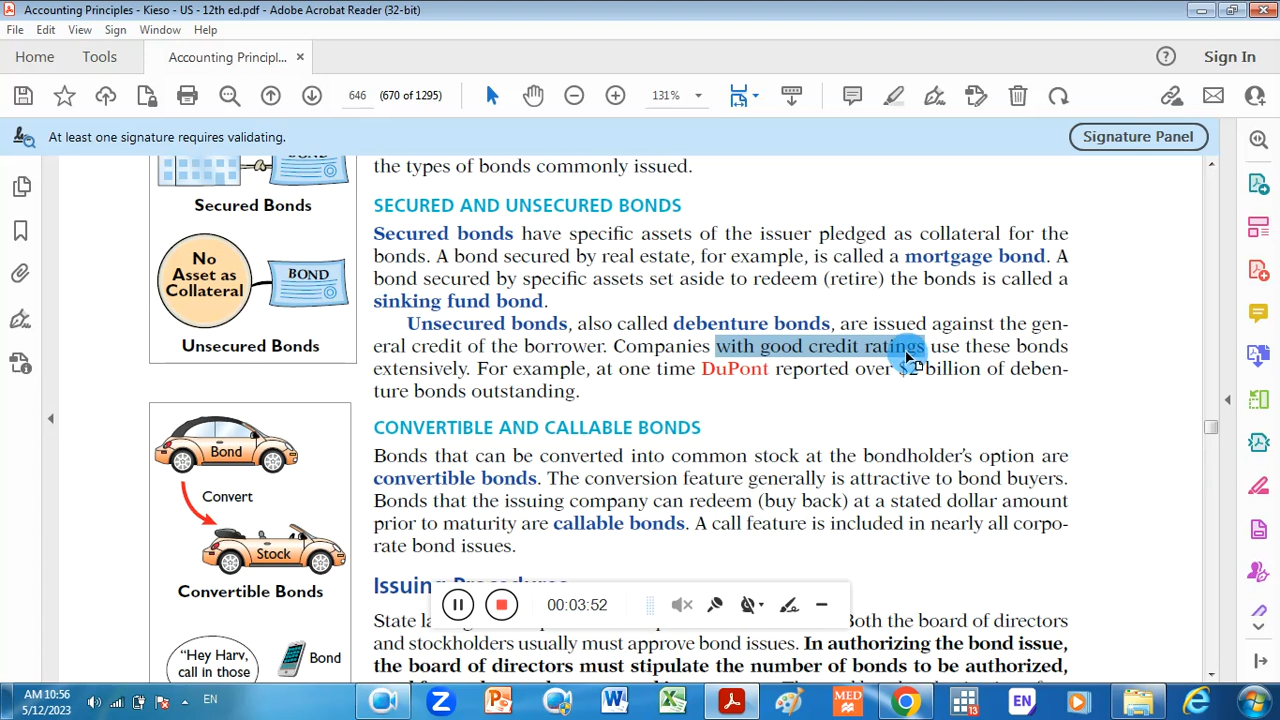 Accounting Principles - Kieso - US - 12th ed.pdf - Adobe Acrobat Reader (32-bit)
File Edit View Sign Window Help
Home Tools Accounting Principl... × ? Sign In
646 (670 of 1295) 131%
At least one signature requires validating. Signature Panel
the types of bonds commonly issued.
Secured Bonds
No
Asset as
Collateral
BOND
Unsecured Bonds
SECURED AND UNSECURED BONDS
Secured bonds have specific assets of the issuer pledged as collateral for the
bonds. A bond secured by real estate, for example, is called a mortgage bond. A
bond secured by specific assets set aside to redeem (retire) the bonds is called a
sinking fund bond.
Unsecured bonds, also called debenture bonds, are issued against the gen-
eral credit of the borrower. Companies with good credit ratings use these bonds
extensively. For example, at one time DuPont reported over $2 billion of deben-
ture bonds outstanding.
Bond
Convert
Stock
Convertible Bonds
CONVERTIBLE AND CALLABLE BONDS
Bonds that can be converted into common stock at the bondholder's option are
convertible bonds. The conversion feature generally is attractive to bond buyers.
Bonds that the issuing company can redeem (buy back) at a stated dollar amount
prior to maturity are callable bonds. A call feature is included in nearly all corpo-
rate bond issues.
Issuing Procedures
00:03:52
State Both the board of directors
and stockholders usually must approve bond issues. In authorizing the bond issue,
the board of directors must stipulate the number of bonds to be authorized,
"Hey Harv,
call in those
Bond
AM 10:56
5/12/2023
EN
MED
13
EN